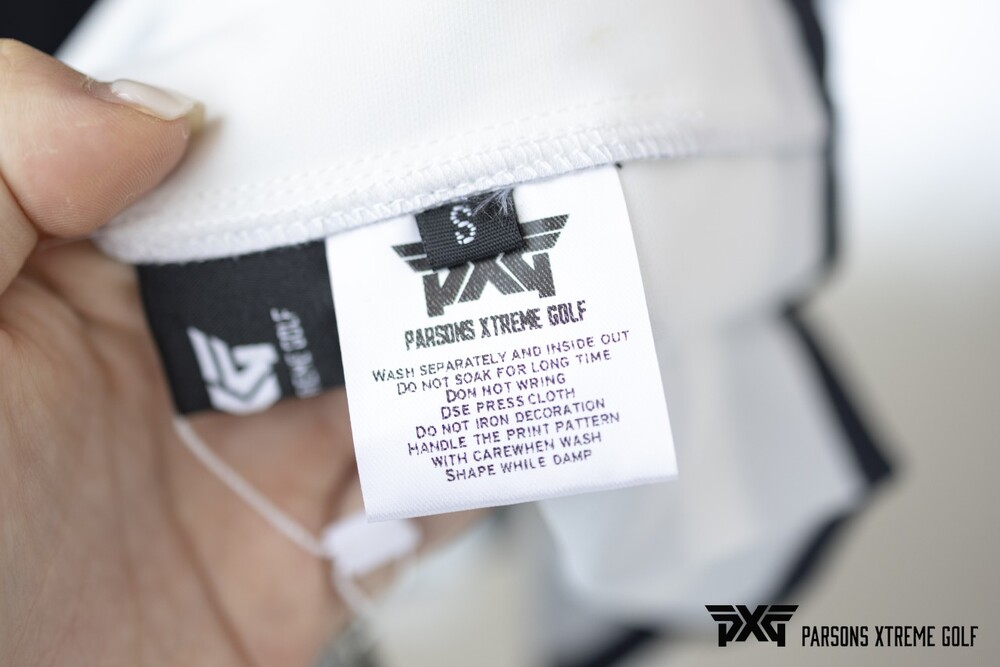 S
PXG
PARSONS XTREME GOLF
WASH SEPARATELY AND INSIDE OUT
DO NOT SOAK FOR LONG TIME
DON NOT WRING
DSE PRESS CLOTH
DO NOT IRON DECORATION
HANDLE THE PRINT PATTERN
WITH CAREWHEN WASH
SHAPE WHILE DAMP
PXG PARSONS XTREME GOLF